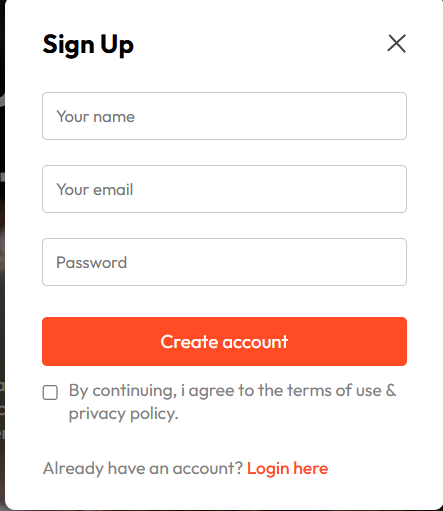 Sign Up
Your name
Your email
Password
Create account
By continuing, i agree to the terms of use &
privacy policy.
Already have an account? Login here